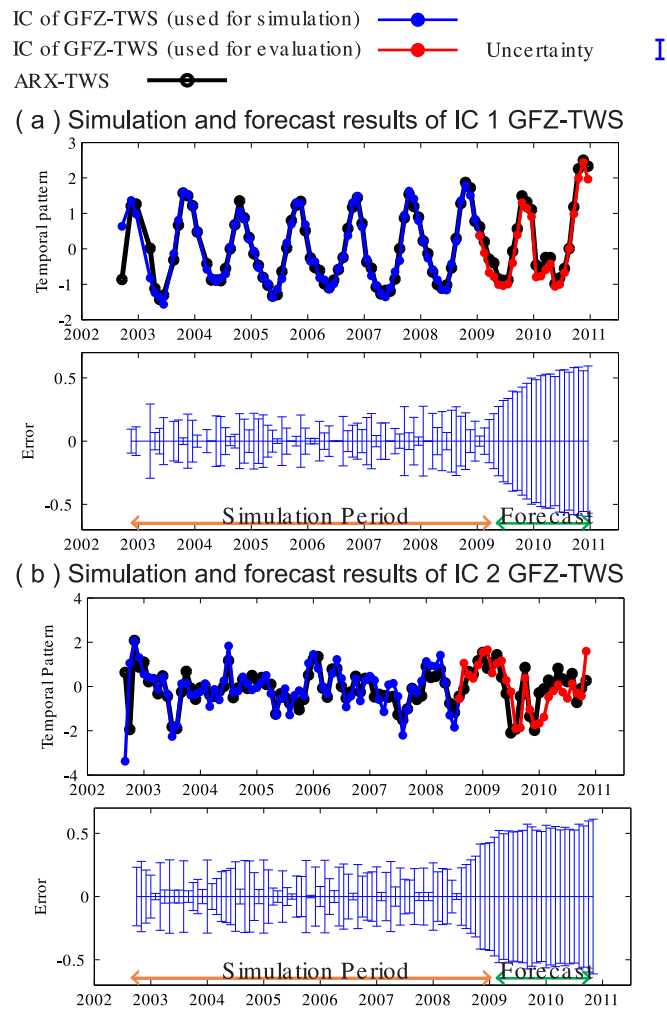 IC of GFZ-TWS (used for simulation)
IC of GFZ-TWS (used for evaluation) Uncertainty
ARX-TWS
( a ) Simulation and forecast results of IC 1 GFZ-TWS
Temporal pattern
3
2
1
0
-1
-2
2002 2003 2004 2005 2006 2007 2008 2009 2010 2011
Error
0.5
0
-0.5
Simulation Period Forecast
2002 2003 2004 2005 2006 2007 2008 2009 2010 2011
( b ) Simulation and forecast results of IC 2 GFZ-TWS
Temporal Pattern
4
2
0
-2
-4
2002 2003 2004 2005 2006 2007 2008 2009 2010 2011
Error
0.5
0
-0.5
Simulation Period Forecast
2002 2003 2004 2005 2006 2007 2008 2009 2010 2011